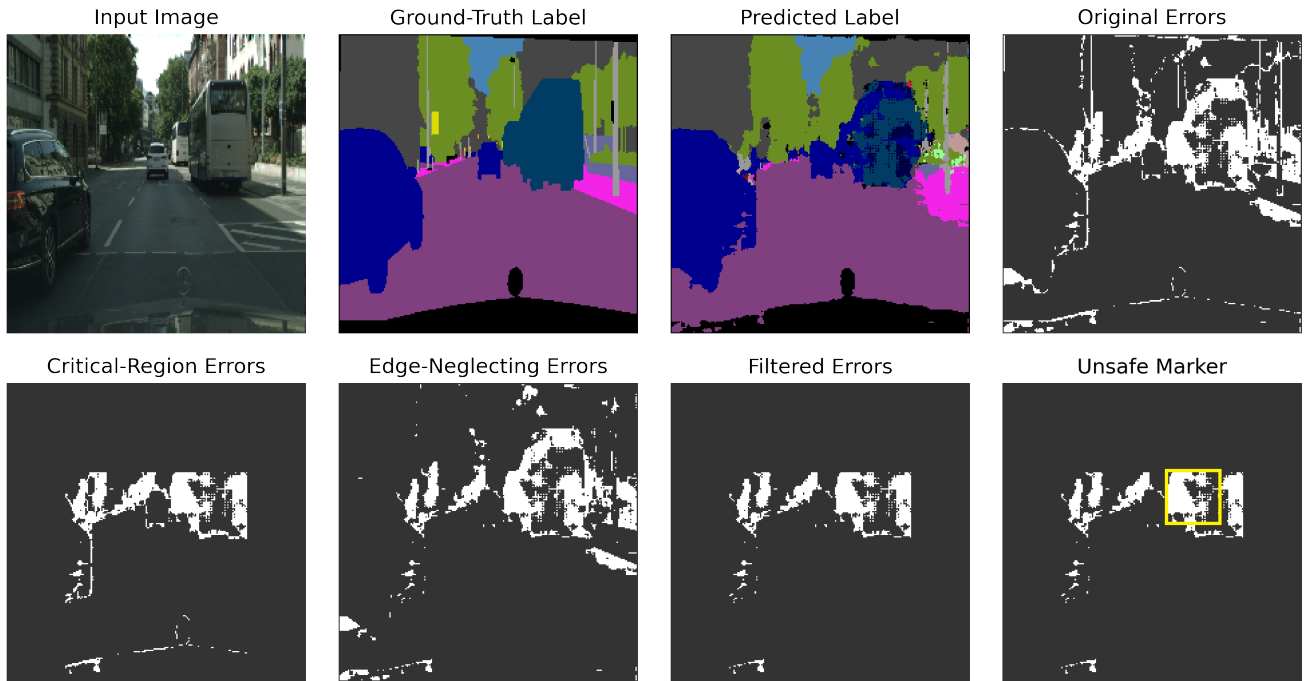 Input Image
Ground-Truth Label
Predicted Label
Original Errors
Critical-Region Errors
Edge-Neglecting Errors
Filtered Errors
Unsafe Marker